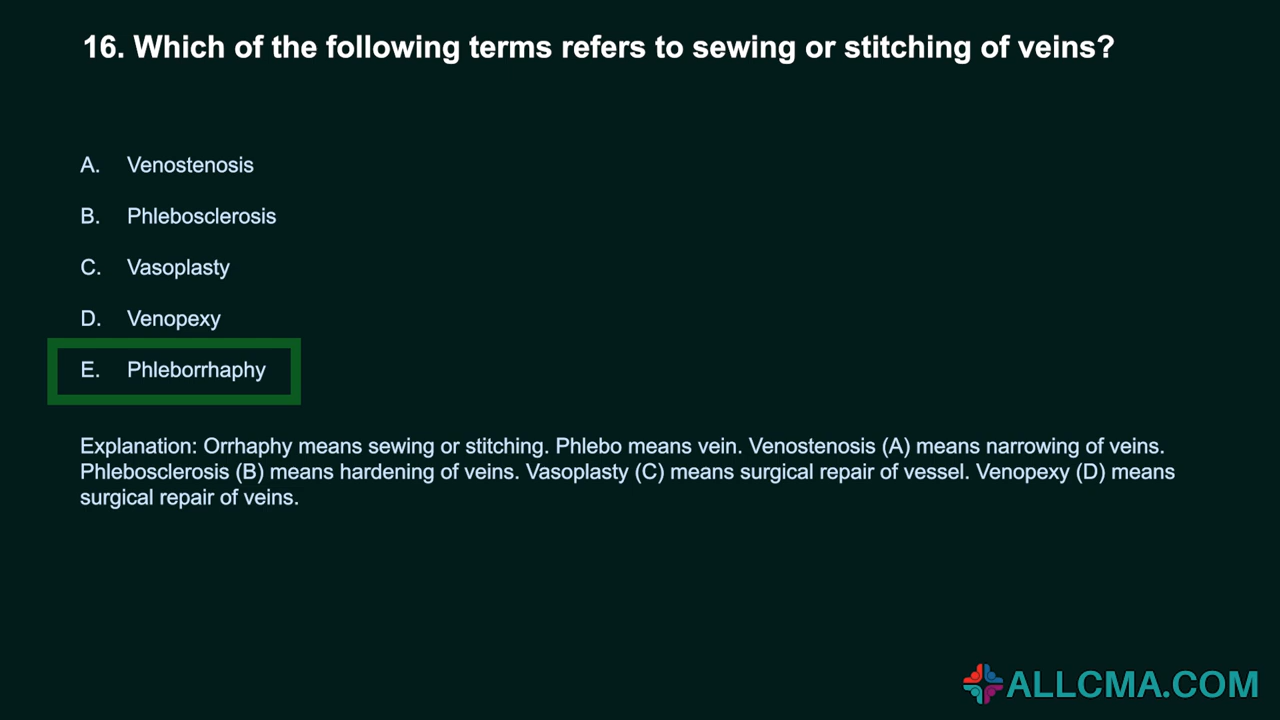 16. Which of the following terms refers to sewing or stitching of veins?
A. Venostenosis
B. Phlebosclerosis
C. Vasoplasty
D. Venopexy
E. Phleborrhaphy
Explanation: Orrhaphy means sewing or stitching. Phlebo means vein. Venostenosis (A) means narrowing of veins.
Phlebosclerosis (B) means hardening of veins. Vasoplasty (C) means surgical repair of vessel. Venopexy (D) means
surgical repair of veins.
ALLCMA.COM